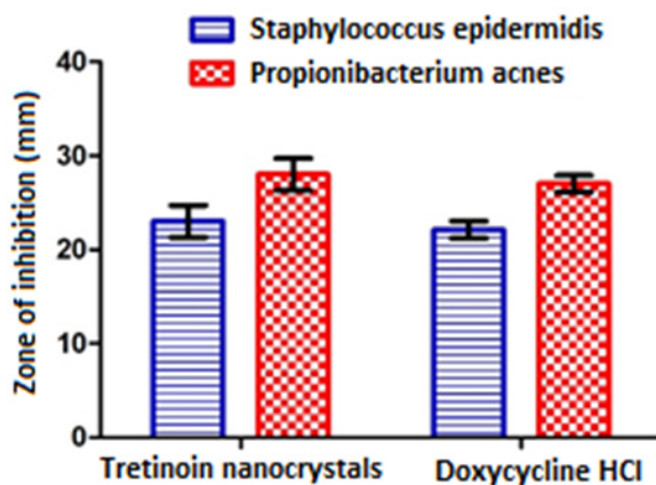 Staphylococcus epidermidis
Propionibacterium acnes
Zone of inhibition (mm)
40
30
20
10
0
Tretinoin nanocrystals
Doxycycline HCl